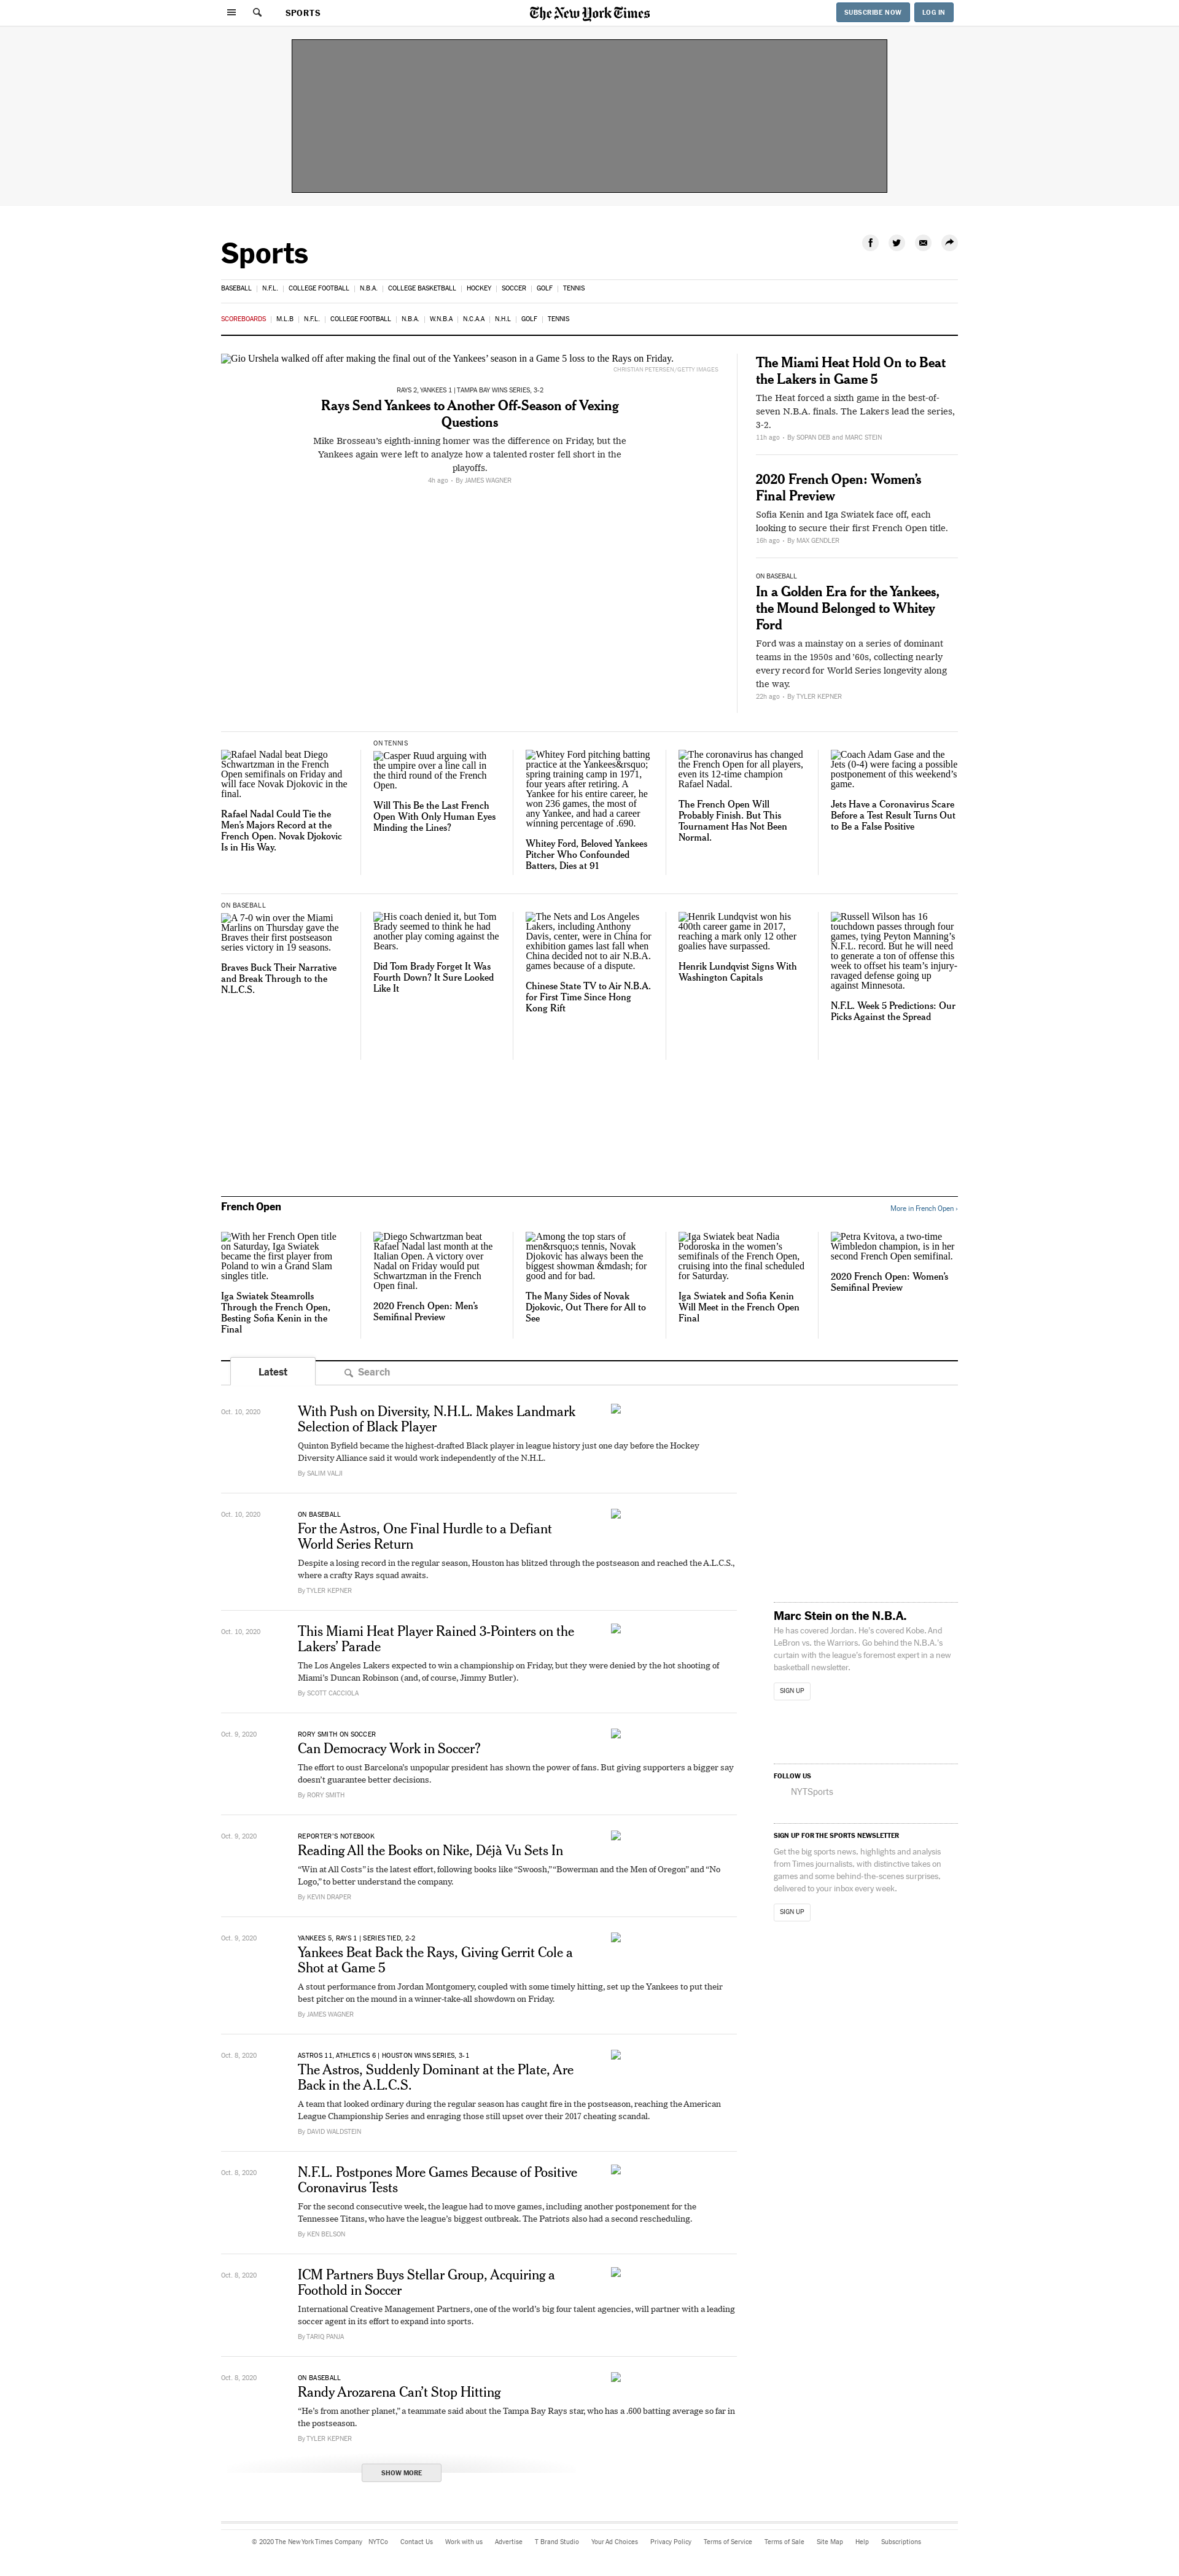 SPORTS
The New York Times
SUBSCRIBE NOW
LOG IN
Sports
BASEBALL | N.F.L. | COLLEGE FOOTBALL | N.B.A. | COLLEGE BASKETBALL | HOCKEY | SOCCER | GOLF | TENNIS
SCOREBOARDS | M.L.B | N.F.L. | COLLEGE FOOTBALL | N.B.A. | W.N.B.A | N.C.A.A | N.H.L | GOLF | TENNIS
Gio Urshela walked off after making the final out of the Yankees’ season in a Game 5 loss to the Rays on Friday.
CHRISTIAN PETERSEN/GETTY IMAGES
RAYS 2, YANKEES 1 | TAMPA BAY WINS SERIES, 3-2
Rays Send Yankees to Another Off-Season of Vexing
Questions
Mike Brosseau’s eighth-inning homer was the difference on Friday, but the
Yankees again were left to analyze how a talented roster fell short in the
playoffs.
4h ago • By JAMES WAGNER
The Miami Heat Hold On to Beat
the Lakers in Game 5
The Heat forced a sixth game in the best-of-
seven N.B.A. finals. The Lakers lead the series,
3-2.
11h ago • By SOPAN DEB and MARC STEIN
2020 French Open: Women’s
Final Preview
Sofia Kenin and Iga Swiatek face off, each
looking to secure their first French Open title.
16h ago • By MAX GENDLER
ON BASEBALL
In a Golden Era for the Yankees,
the Mound Belonged to Whitey
Ford
Ford was a mainstay on a series of dominant
teams in the 1950s and ’60s, collecting nearly
every record for World Series longevity along
the way.
22h ago • By TYLER KEPNER
Rafael Nadal beat Diego
Schwartzman in the French
Open semifinals on Friday and
will face Novak Djokovic in the
final.
Rafael Nadal Could Tie the
Men’s Majors Record at the
French Open. Novak Djokovic
Is in His Way.
ON TENNIS
Casper Ruud arguing with
the umpire over a line call in
the third round of the French
Open.
Will This Be the Last French
Open With Only Human Eyes
Minding the Lines?
Whitey Ford pitching batting
practice at the Yankees&rsquo;
spring training camp in 1971,
four years after retiring. A
Yankee for his entire career, he
won 236 games, the most of
any Yankee, and had a career
winning percentage of .690.
Whitey Ford, Beloved Yankees
Pitcher Who Confounded
Batters, Dies at 91
The coronavirus has changed
the French Open for all players,
even its 12-time champion
Rafael Nadal.
The French Open Will
Probably Finish. But This
Tournament Has Not Been
Normal.
Coach Adam Gase and the
Jets (0-4) were facing a possible
postponement of this weekend’s
game.
Jets Have a Coronavirus Scare
Before a Test Result Turns Out
to Be a False Positive
ON BASEBALL
A 7-0 win over the Miami
Marlins on Thursday gave the
Braves their first postseason
series victory in 19 seasons.
Braves Buck Their Narrative
and Break Through to the
N.L.C.S.
His coach denied it, but Tom
Brady seemed to think he had
another play coming against the
Bears.
Did Tom Brady Forget It Was
Fourth Down? It Sure Looked
Like It
The Nets and Los Angeles
Lakers, including Anthony
Davis, center, were in China for
exhibition games last fall when
China decided not to air N.B.A.
games because of a dispute.
Chinese State TV to Air N.B.A.
for First Time Since Hong
Kong Rift
Henrik Lundqvist won his
400th career game in 2017,
reaching a mark only 12 other
goalies have surpassed.
Henrik Lundqvist Signs With
Washington Capitals
Russell Wilson has 16
touchdown passes through four
games, tying Peyton Manning’s
N.F.L. record. But he will need
to generate a ton of offense this
week to offset his team’s injury-
ravaged defense going up
against Minnesota.
N.F.L. Week 5 Predictions: Our
Picks Against the Spread
French Open
More in French Open ›
With her French Open title
on Saturday, Iga Swiatek
became the first player from
Poland to win a Grand Slam
singles title.
Iga Swiatek Steamrolls
Through the French Open,
Besting Sofia Kenin in the
Final
Diego Schwartzman beat
Rafael Nadal last month at the
Italian Open. A victory over
Nadal on Friday would put
Schwartzman in the French
Open final.
2020 French Open: Men’s
Semifinal Preview
Among the top stars of
men&rsquo;s tennis, Novak
Djokovic has always been the
biggest showman &mdash; for
good and for bad.
The Many Sides of Novak
Djokovic, Out There for All to
See
Iga Swiatek beat Nadia
Podoroska in the women’s
semifinals of the French Open,
cruising into the final scheduled
for Saturday.
Iga Swiatek and Sofia Kenin
Will Meet in the French Open
Final
Petra Kvitova, a two-time
Wimbledon champion, is in her
second French Open semifinal.
2020 French Open: Women’s
Semifinal Preview
Latest
Search
Oct. 10, 2020
With Push on Diversity, N.H.L. Makes Landmark
Selection of Black Player
Quinton Byfield became the highest-drafted Black player in league history just one day before the Hockey
Diversity Alliance said it would work independently of the N.H.L.
By SALIM VALJI
Oct. 10, 2020
ON BASEBALL
For the Astros, One Final Hurdle to a Defiant
World Series Return
Despite a losing record in the regular season, Houston has blitzed through the postseason and reached the A.L.C.S.,
where a crafty Rays squad awaits.
By TYLER KEPNER
Oct. 10, 2020
This Miami Heat Player Rained 3-Pointers on the
Lakers’ Parade
The Los Angeles Lakers expected to win a championship on Friday, but they were denied by the hot shooting of
Miami’s Duncan Robinson (and, of course, Jimmy Butler).
By SCOTT CACCIOLA
Oct. 9, 2020
RORY SMITH ON SOCCER
Can Democracy Work in Soccer?
The effort to oust Barcelona’s unpopular president has shown the power of fans. But giving supporters a bigger say
doesn’t guarantee better decisions.
By RORY SMITH
Oct. 9, 2020
REPORTER’S NOTEBOOK
Reading All the Books on Nike, Déjà Vu Sets In
“Win at All Costs” is the latest effort, following books like “Swoosh,” “Bowerman and the Men of Oregon” and “No
Logo,” to better understand the company.
By KEVIN DRAPER
Oct. 9, 2020
YANKEES 5, RAYS 1 | SERIES TIED, 2-2
Yankees Beat Back the Rays, Giving Gerrit Cole a
Shot at Game 5
A stout performance from Jordan Montgomery, coupled with some timely hitting, set up the Yankees to put their
best pitcher on the mound in a winner-take-all showdown on Friday.
By JAMES WAGNER
Oct. 8, 2020
ASTROS 11, ATHLETICS 6 | HOUSTON WINS SERIES, 3-1
The Astros, Suddenly Dominant at the Plate, Are
Back in the A.L.C.S.
A team that looked ordinary during the regular season has caught fire in the postseason, reaching the American
League Championship Series and enraging those still upset over their 2017 cheating scandal.
By DAVID WALDSTEIN
Oct. 8, 2020
N.F.L. Postpones More Games Because of Positive
Coronavirus Tests
For the second consecutive week, the league had to move games, including another postponement for the
Tennessee Titans, who have the league’s biggest outbreak. The Patriots also had a second rescheduling.
By KEN BELSON
Oct. 8, 2020
ICM Partners Buys Stellar Group, Acquiring a
Foothold in Soccer
International Creative Management Partners, one of the world’s big four talent agencies, will partner with a leading
soccer agent in its effort to expand into sports.
By TARIQ PANJA
Oct. 8, 2020
ON BASEBALL
Randy Arozarena Can’t Stop Hitting
“He’s from another planet,” a teammate said about the Tampa Bay Rays star, who has a .600 batting average so far in
the postseason.
By TYLER KEPNER
SHOW MORE
Marc Stein on the N.B.A.
He has covered Jordan. He’s covered Kobe. And
LeBron vs. the Warriors. Go behind the N.B.A.’s
curtain with the league’s foremost expert in a new
basketball newsletter.
SIGN UP
FOLLOW US
NYTSports
SIGN UP FOR THE SPORTS NEWSLETTER
Get the big sports news, highlights and analysis
from Times journalists, with distinctive takes on
games and some behind-the-scenes surprises,
delivered to your inbox every week.
SIGN UP
© 2020 The New York Times Company NYTCo Contact Us Work with us Advertise T Brand Studio Your Ad Choices Privacy Policy Terms of Service Terms of Sale Site Map Help Subscriptions